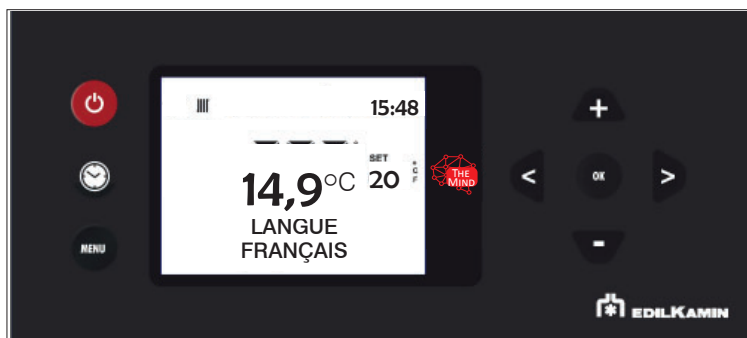 15:48
SET
14,9°C 20 °C F
LANGUE
FRANÇAIS
THE
MIND
MENU
+
< OK >
-
EDILKAMIN